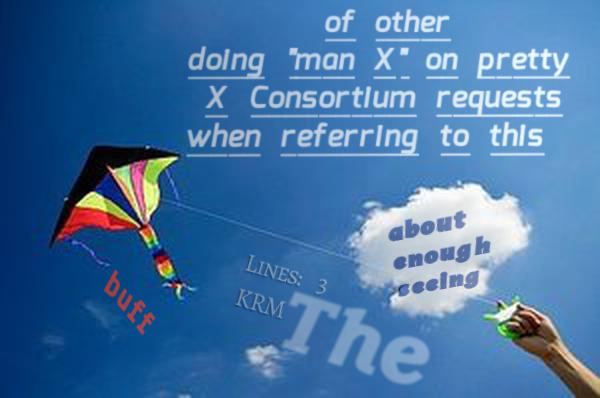 of other
doing "man X" on pretty
X Consortium requests
when referring to this
about
enough
seeing
LINES: 3
KRM
buff
The